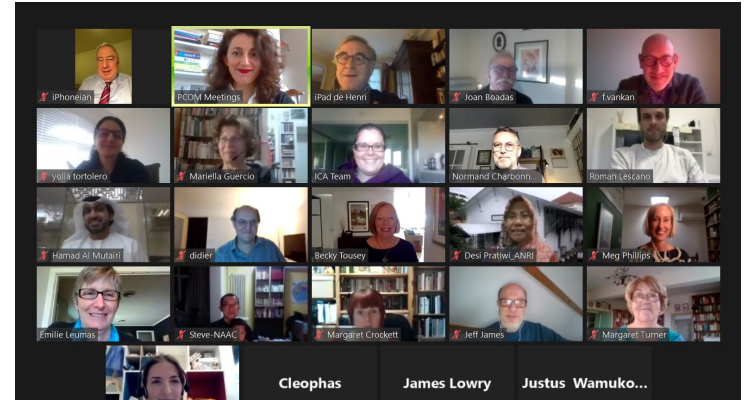 iPhoneian
PCOM Meetings
iPad de Henri
Joan Boadas
f.vankan
yolia tortolero
Mariella Guercio
ICA Team
Normand Charbonn...
Roman Lescano
Hamad Al Mutairi
didier
Becky Tousey
Desi Pratiwi_ANRI
Meg Phillips
Emilie Leumas
Steve-NAAC
Margaret Crockett
Jeff James
Margaret Turner
Cleophas
James Lowry
Justus Wamuko...